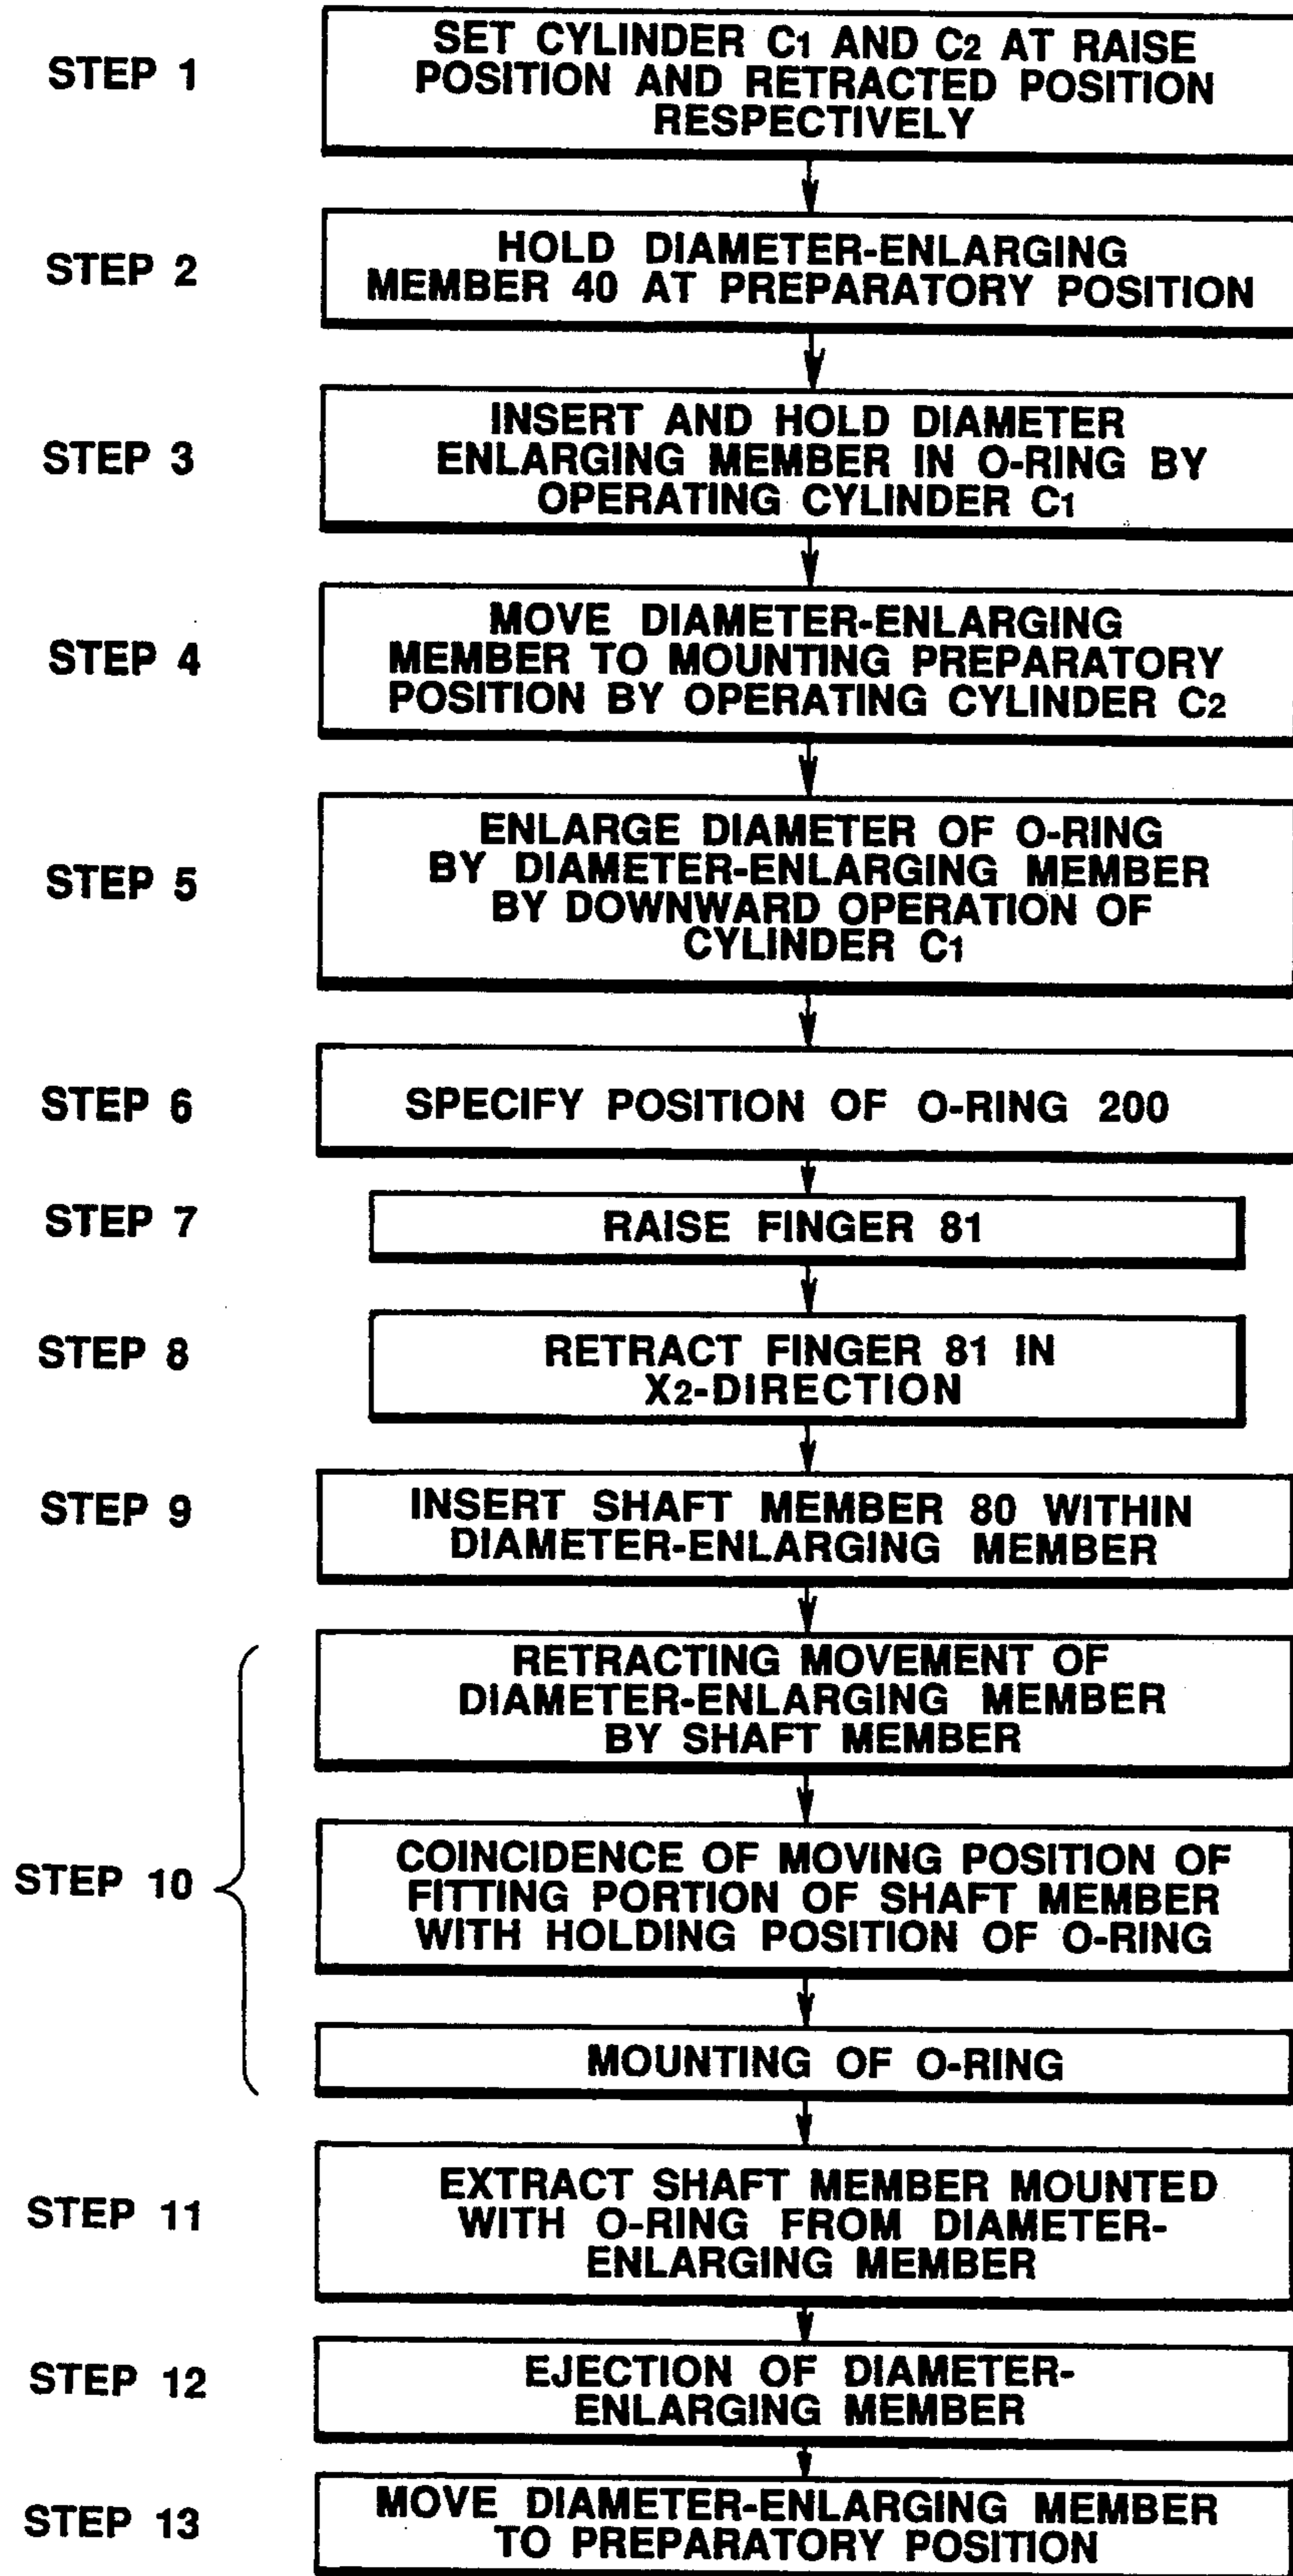 STEP 1
SET CYLINDER C1 AND C2 AT RAISE
POSITION AND RETRACTED POSITION
RESPECTIVELY
STEP 2
HOLD DIAMETER-ENLARGING
MEMBER 40 AT PREPARATORY POSITION
STEP 3
INSERT AND HOLD DIAMETER
ENLARGING MEMBER IN O-RING BY
OPERATING CYLINDER C1
STEP 4
MOVE DIAMETER-ENLARGING
MEMBER TO MOUNTING PREPARATORY
POSITION BY OPERATING CYLINDER C2
STEP 5
ENLARGE DIAMETER OF O-RING
BY DIAMETER-ENLARGING MEMBER
BY DOWNWARD OPERATION OF
CYLINDER C1
STEP 6
SPECIFY POSITION OF O-RING 200
STEP 7
RAISE FINGER 81
STEP 8
RETRACT FINGER 81 IN
X2-DIRECTION
STEP 9
INSERT SHAFT MEMBER 80 WITHIN
DIAMETER-ENLARGING MEMBER
STEP 10
RETRACTING MOVEMENT OF
DIAMETER-ENLARGING MEMBER
BY SHAFT MEMBER
COINCIDENCE OF MOVING POSITION OF
FITTING PORTION OF SHAFT MEMBER
WITH HOLDING POSITION OF O-RING
MOUNTING OF O-RING
STEP 11
EXTRACT SHAFT MEMBER MOUNTED
WITH O-RING FROM DIAMETER-
ENLARGING MEMBER
STEP 12
EJECTION OF DIAMETER-
ENLARGING MEMBER
STEP 13
MOVE DIAMETER-ENLARGING MEMBER
TO PREPARATORY POSITION